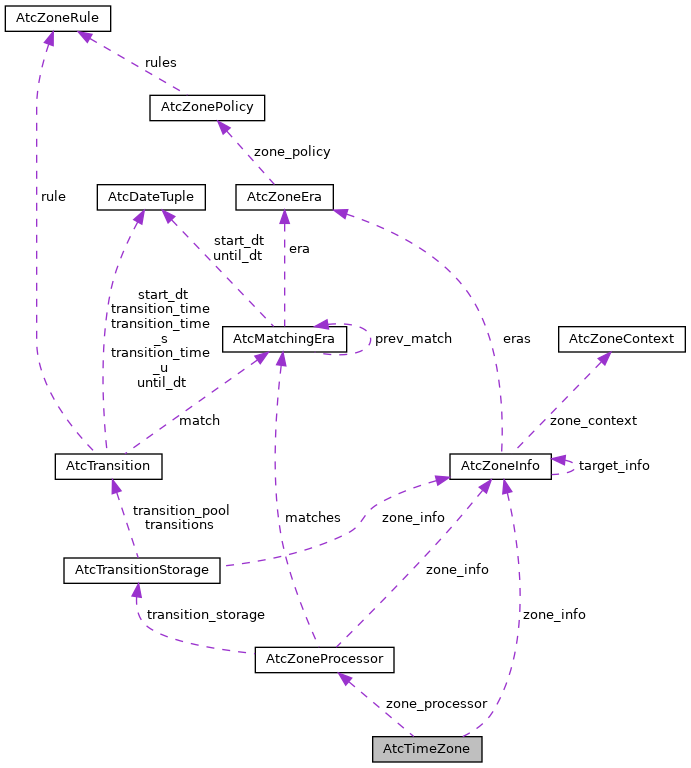 AtcZoneRule
rules
AtcZonePolicy
zone_policy
rule
AtcDateTuple
AtcZoneEra
start_dt
until_dt
era
start_dt
transition_time
transition_time
_s
transition_time
_u
until_dt
AtcMatchingEra
prev_match
eras
AtcZoneContext
match
zone_context
AtcTransition
AtcZoneInfo
target_info
transition_pool
transitions
matches
zone_info
AtcTransitionStorage
zone_info
transition_storage
zone_info
AtcZoneProcessor
zone_processor
AtcTimeZone